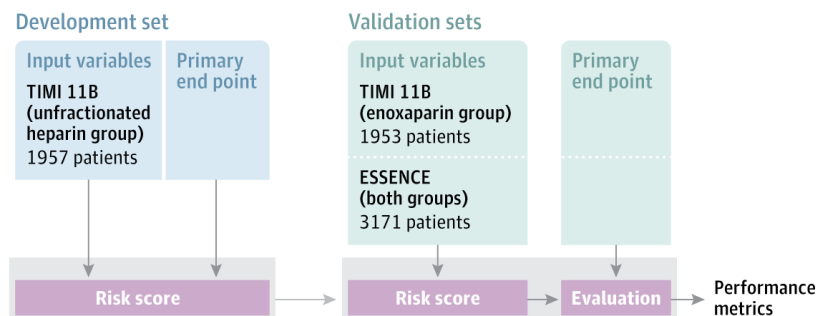 Development set
Input variables
TIMI 11B
(unfractionated
heparin group)
1957 patients
Primary
end point
Risk score
Validation sets
Input variables
TIMI 11B
(enoxaparin group)
1953 patients
ESSENCE
(both groups)
3171 patients
Primary
end point
Risk score
Evaluation
Performance
metrics